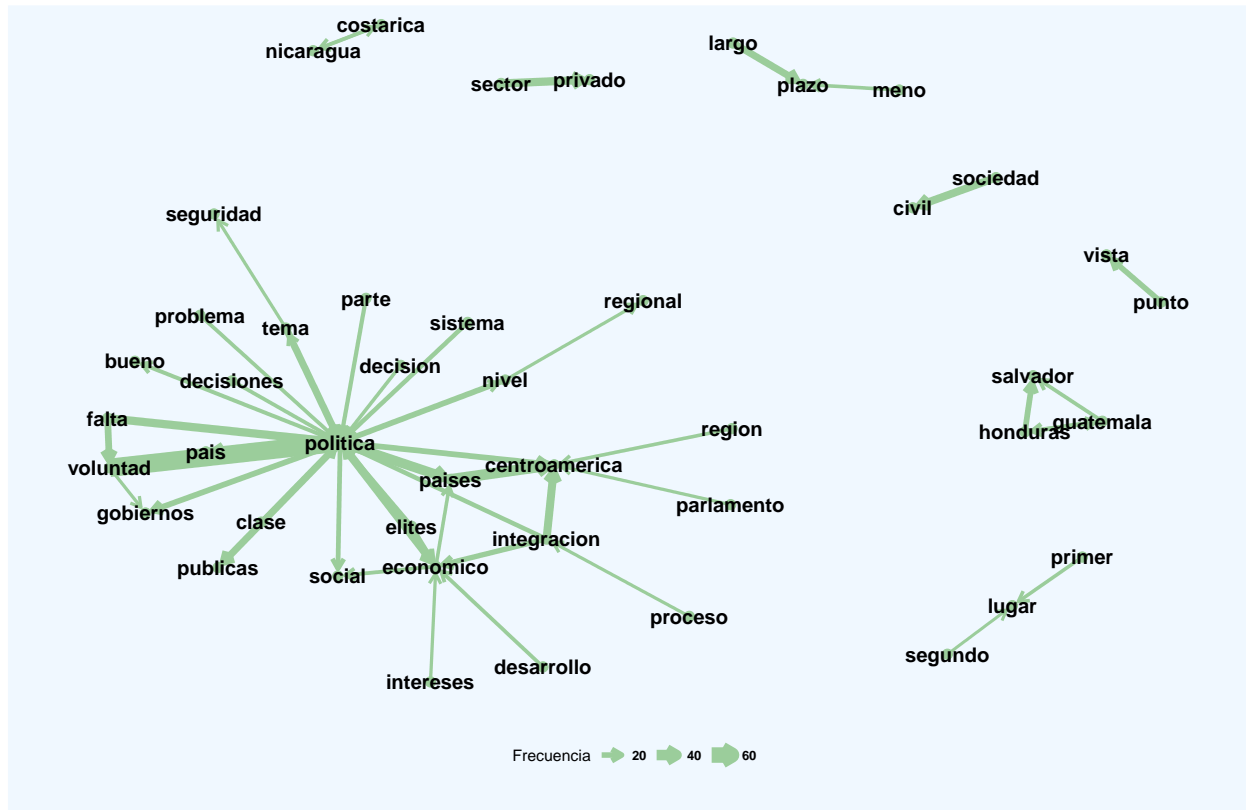 costarica
nicaragua
largo
sector privado
plazo
meno
sociedad
civil
seguridad
vista
punto
parte
regional
problema
tema
sistema
bueno
decision
decisiones
nivel
salvador
falta
guatemala
honduras
region
politica
pais
voluntad
centroamerica
paises
parlamento
gobiernos
clase
elites
integracion
primer
publicas
social
economico
lugar
proceso
segundo
desarrollo
intereses
Frecuencia 20 40 60